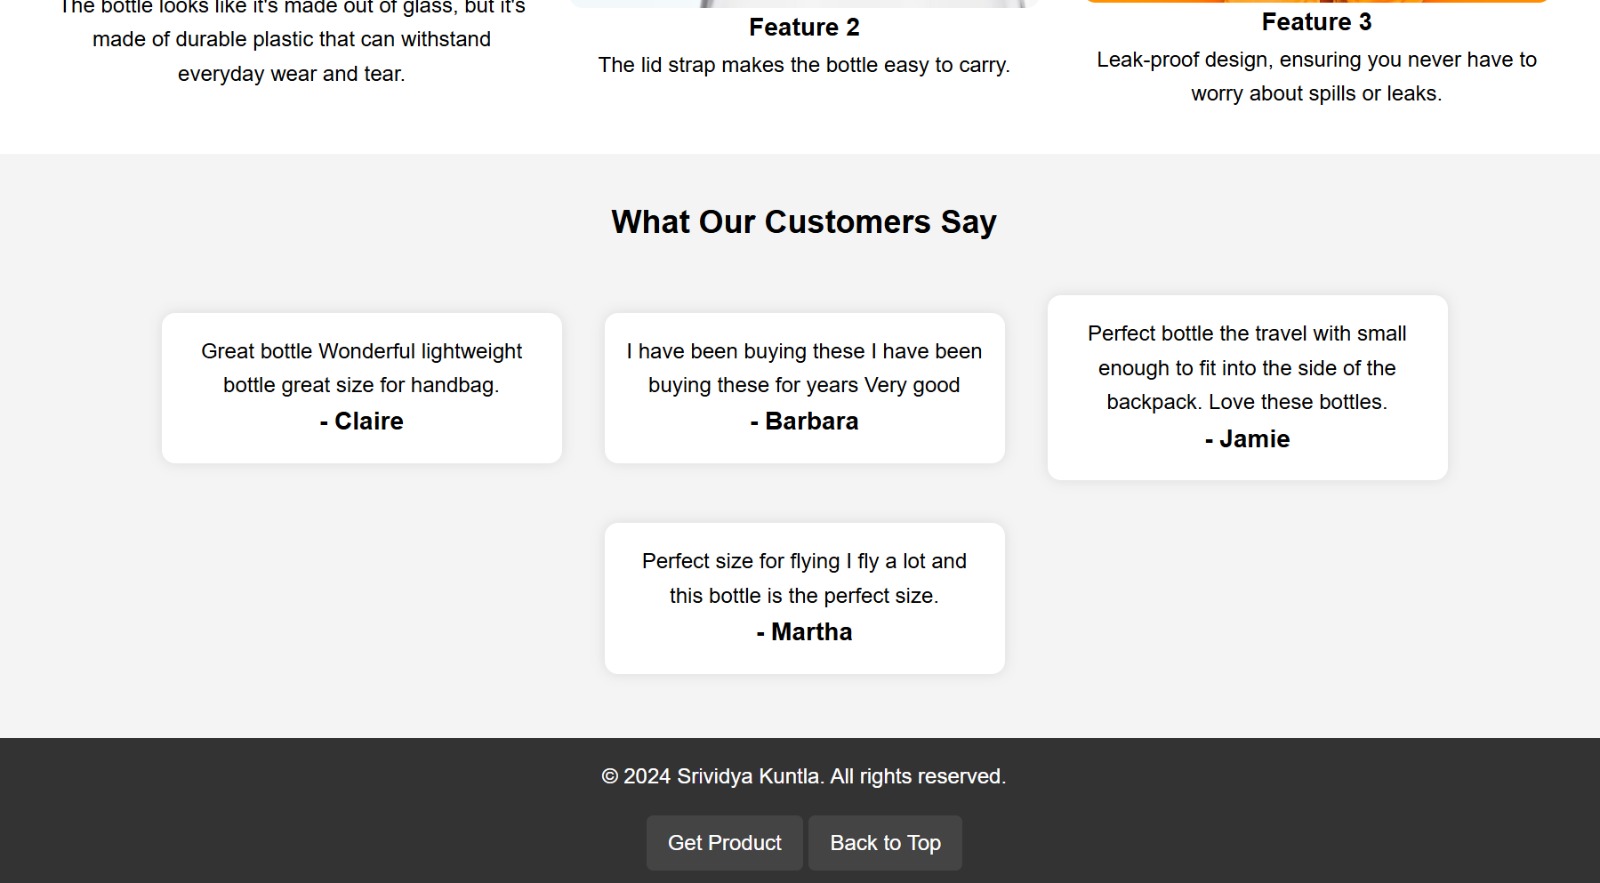 The bottle looks like it's made out of glass, but it's
made of durable plastic that can withstand
everyday wear and tear.
Feature 2
The lid strap makes the bottle easy to carry.
Feature 3
Leak-proof design, ensuring you never have to
worry about spills or leaks.
What Our Customers Say
Great bottle Wonderful lightweight
bottle great size for handbag.
- Claire
I have been buying these I have been
buying these for years Very good
- Barbara
Perfect bottle the travel with small
enough to fit into the side of the
backpack. Love these bottles.
- Jamie
Perfect size for flying I fly a lot and
this bottle is the perfect size.
- Martha
© 2024 Srividya Kuntla. All rights reserved.
Get Product
Back to Top